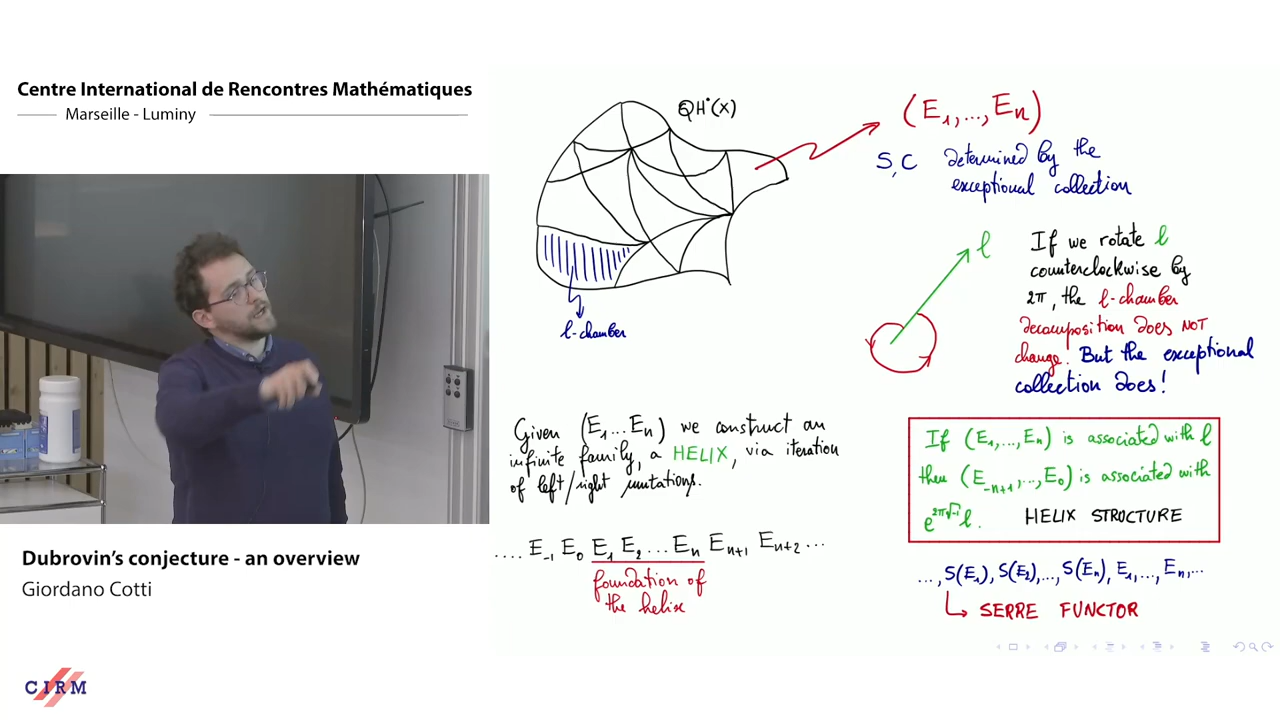 Centre International de Rencontres Mathématiques
Marseille - Luminy
QH•(X)
(E1,...,En)
S, C determined by the
exceptional collection
l-chamber
l
If we rotate l
counterclockwise by
2π, the l-chamber
decomposition does NOT
change. But the exceptional
collection does!
Given (E1...En) we construct an
infinite family, a HELIX, via iteration
of left/right mutations.
.... E-1 E0 E1 E2 ... En En+1 En+2 ...
foundation of
the helix
If (E1,...,En) is associated with l
then (E-n+1,...,E0) is associated with
e^{2π√-1} l. HELIX STRUCTURE
..., S(E1), S(E2),..., S(En), E1,..., En,...
SERRE FUNCTOR
Dubrovin's conjecture - an overview
Giordano Cotti
CIRM